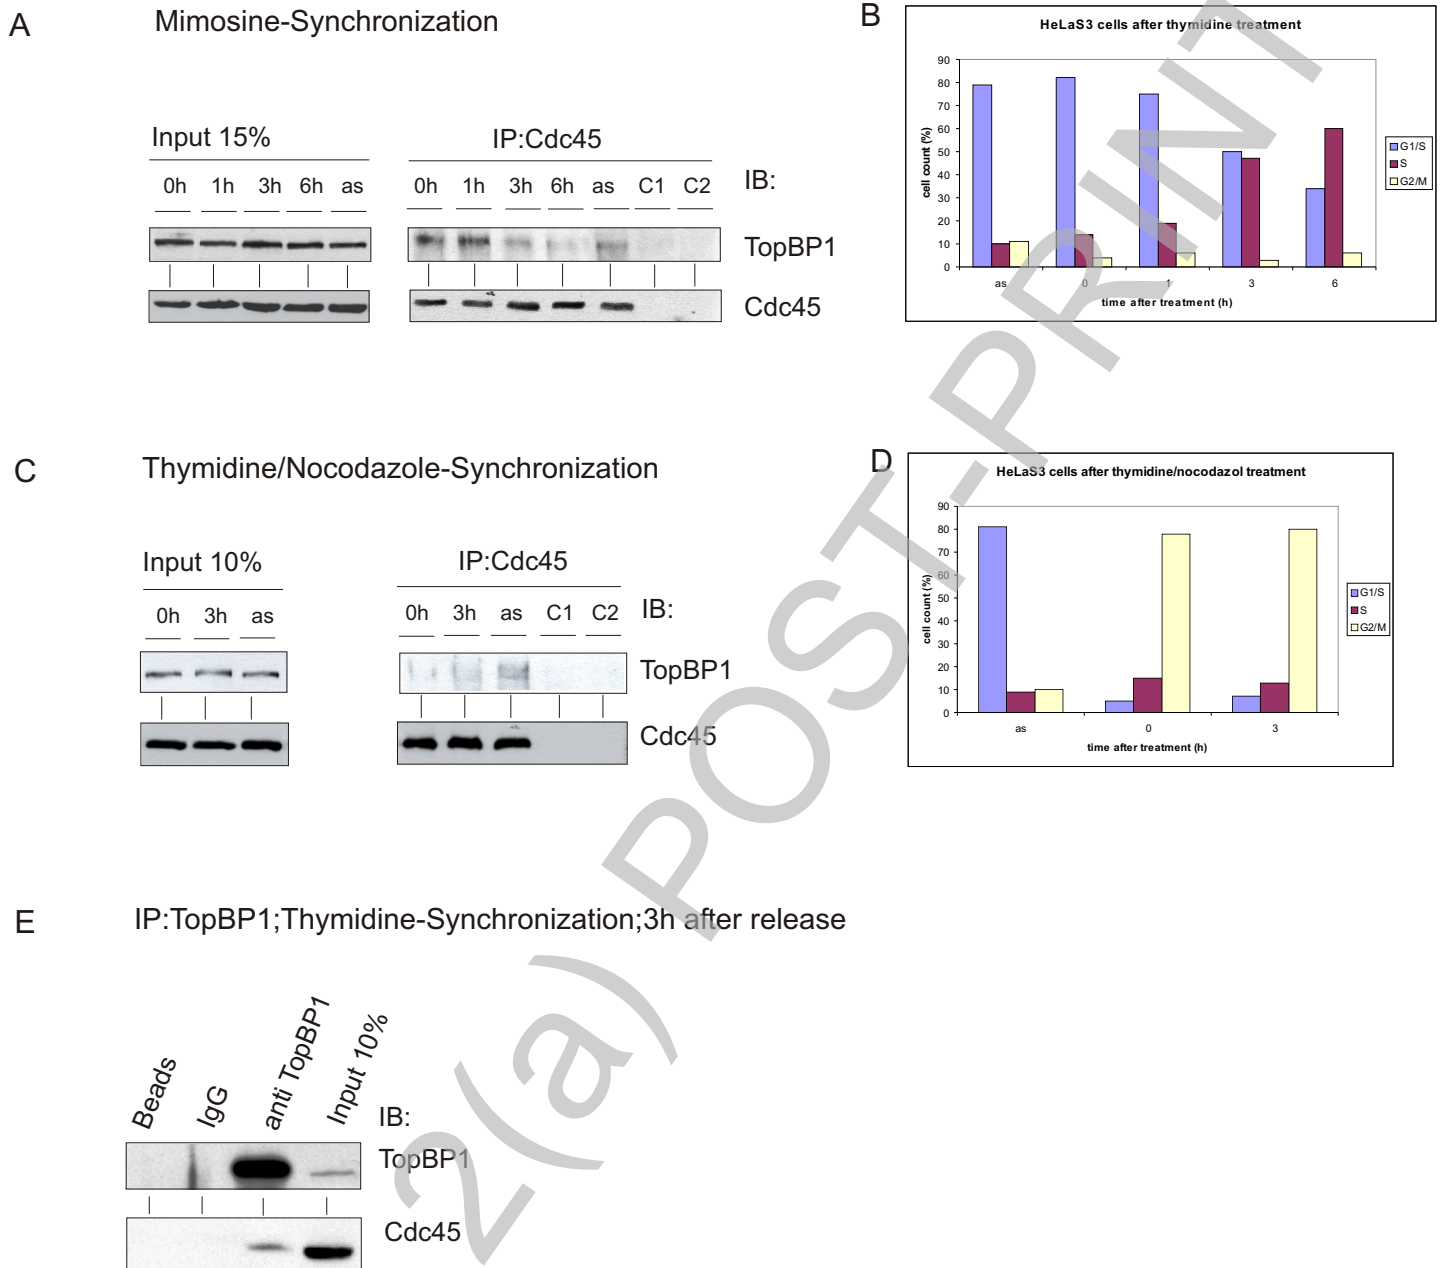 A
Mimosine-Synchronization
Input 15%
IP:Cdc45
0h 1h 3h 6h as
0h 1h 3h 6h as C1 C2
IB:
TopBP1
Cdc45
B
HeLaS3 cells after thymidine treatment
cell count (%)
90
80
70
60
50
40
30
20
10
0
as 0 1 3 6
time after treatment (h)
G1/S
S
G2/M
C
Thymidine/Nocodazole-Synchronization
Input 10%
IP:Cdc45
0h 3h as
0h 3h as C1 C2
IB:
TopBP1
Cdc45
D
HeLaS3 cells after thymidine/nocodazol treatment
cell count (%)
90
80
70
60
50
40
30
20
10
0
as 0 3
time after treatment (h)
G1/S
S
G2/M
E
IP:TopBP1;Thymidine-Synchronization;3h after release
Beads
IgG
anti TopBP1
Input 10%
IB:
TopBP1
Cdc45
2(a) POST-PRINT